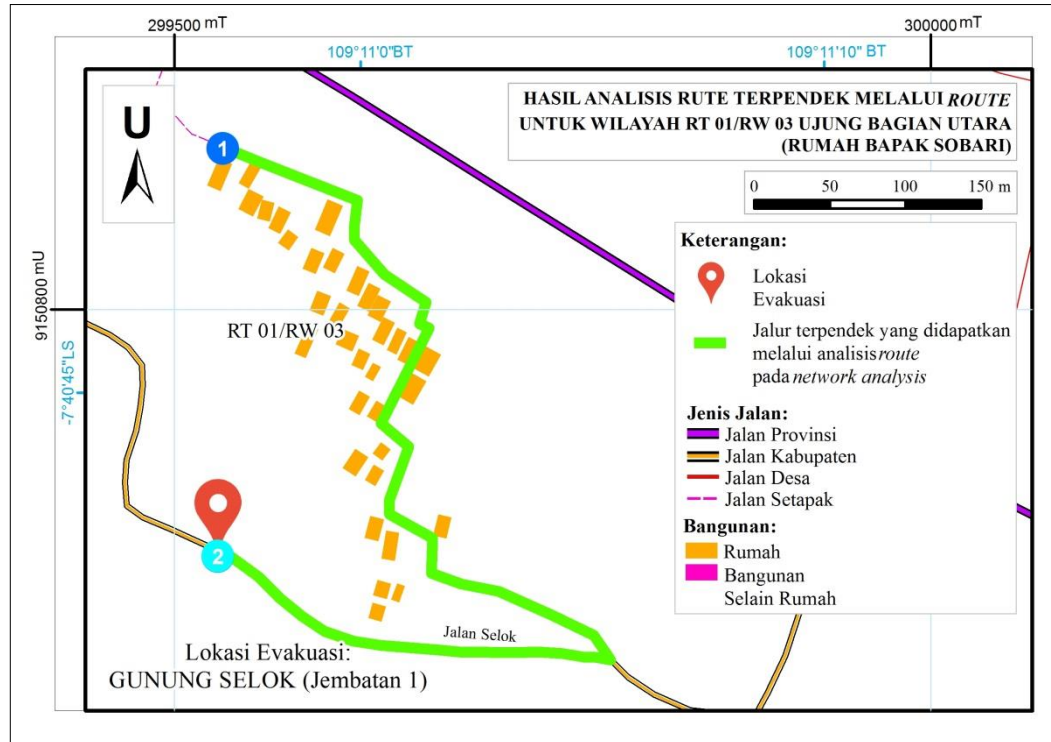 299500 mT
300000 mT
109°11'0"BT
109°11'10" BT
HASIL ANALISIS RUTE TERPENDEK MELALUI ROUTE
UNTUK WILAYAH RT 01/RW 03 UJUNG BAGIAN UTARA
(RUMAH BAPAK SOBARI)
U
1
0 50 100 150 m
Keterangan:
Lokasi
Evakuasi
Jalur terpendek yang didapatkan
melalui analisis route
pada network analysis
Jenis Jalan:
Jalan Provinsi
Jalan Kabupaten
Jalan Desa
Jalan Setapak
Bangunan:
Rumah
Bangunan
Selain Rumah
9150800 mU
-7°40'45"LS
RT 01/RW 03
2
Jalan Selok
Lokasi Evakuasi:
GUNUNG SELOK (Jembatan 1)